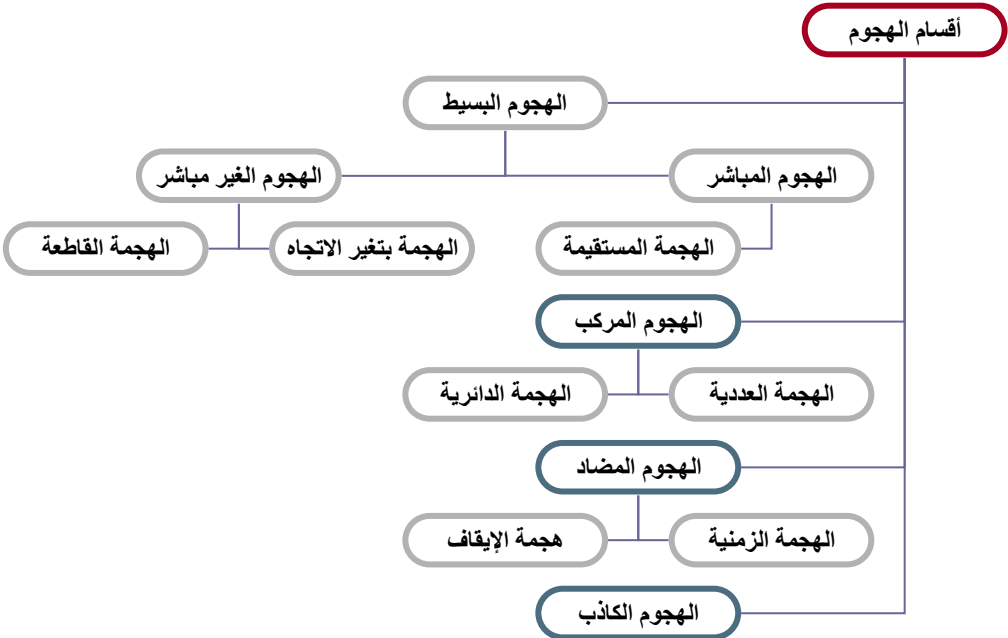 أقسام الهجوم
الهجوم البسيط
الهجوم المباشر
الهجوم الغير مباشر
الهجمة المستقيمة
الهجمة بتغير الاتجاه
الهجمة القاطعة
الهجوم المركب
الهجمة العددية
الهجمة الدائرية
الهجوم المضاد
الهجمة الزمنية
هجمة الإيقاف
الهجوم الكاذب